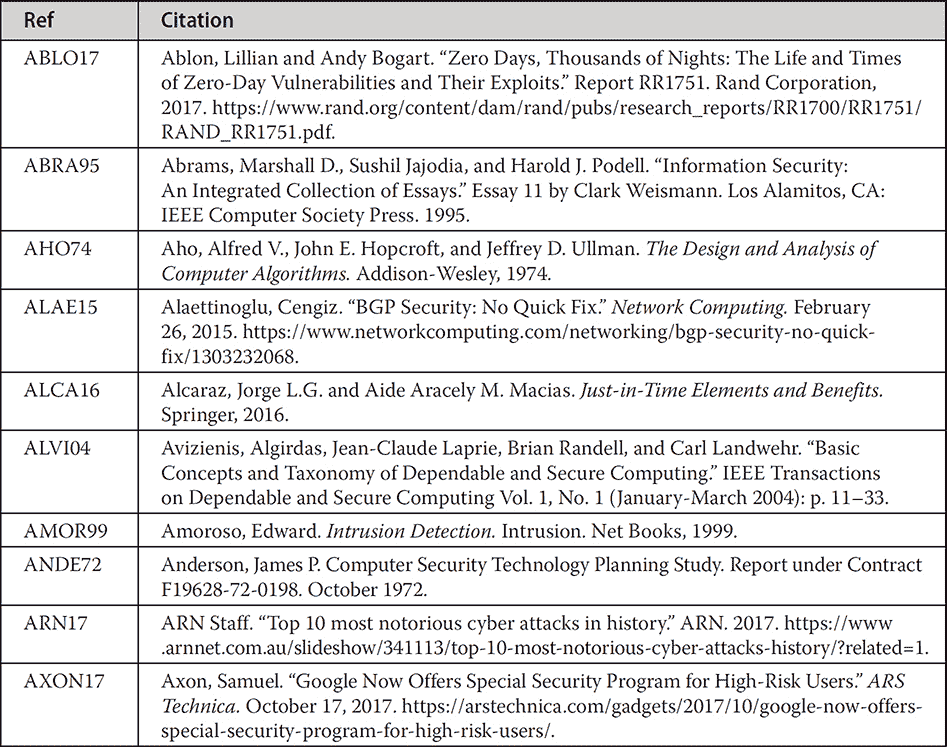 Ref Citation
ABLO17 Ablon, Lillian and Andy Bogart. “Zero Days, Thousands of Nights: The Life and Times
of Zero-Day Vulnerabilities and Their Exploits.” Report RR1751. Rand Corporation,
2017. https://www.rand.org/content/dam/rand/pubs/research_reports/RR1700/RR1751/
RAND_RR1751.pdf.
ABRA95 Abrams, Marshall D., Sushil Jajodia, and Harold J. Podell. “Information Security:
An Integrated Collection of Essays.” Essay 11 by Clark Weismann. Los Alamitos, CA:
IEEE Computer Society Press. 1995.
AHO74 Aho, Alfred V., John E. Hopcroft, and Jeffrey D. Ullman. The Design and Analysis of
Computer Algorithms. Addison-Wesley, 1974.
ALAE15 Alaettinoglu, Cengiz. “BGP Security: No Quick Fix.” Network Computing. February
26, 2015. https://www.networkcomputing.com/networking/bgp-security-no-quick-
fix/1303232068.
ALCA16 Alcaraz, Jorge L.G. and Aide Aracely M. Macias. Just-in-Time Elements and Benefits.
Springer, 2016.
ALVI04 Avizienis, Algirdas, Jean-Claude Laprie, Brian Randell, and Carl Landwehr. “Basic
Concepts and Taxonomy of Dependable and Secure Computing.” IEEE Transactions
on Dependable and Secure Computing Vol. 1, No. 1 (January-March 2004): p. 11–33.
AMOR99 Amoroso, Edward. Intrusion Detection. Intrusion. Net Books, 1999.
ANDE72 Anderson, James P. Computer Security Technology Planning Study. Report under Contract
F19628-72-0198. October 1972.
ARN17 ARN Staff. “Top 10 most notorious cyber attacks in history.” ARN. 2017. https://www
.arnnet.com.au/slideshow/341113/top-10-most-notorious-cyber-attacks-history/?related=1.
AXON17 Axon, Samuel. “Google Now Offers Special Security Program for High-Risk Users.” ARS
Technica. October 17, 2017. https://arstechnica.com/gadgets/2017/10/google-now-offers-
special-security-program-for-high-risk-users/.